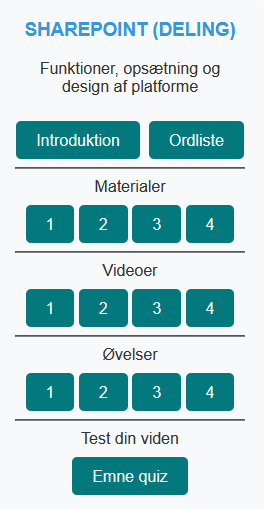 SHAREPOINT (DELING)
Funktioner, opsætning og
design af platforme
Introduktion Ordliste
Materialer
1 2 3 4
Videoer
1 2 3 4
Øvelser
1 2 3 4
Test din viden
Emne quiz